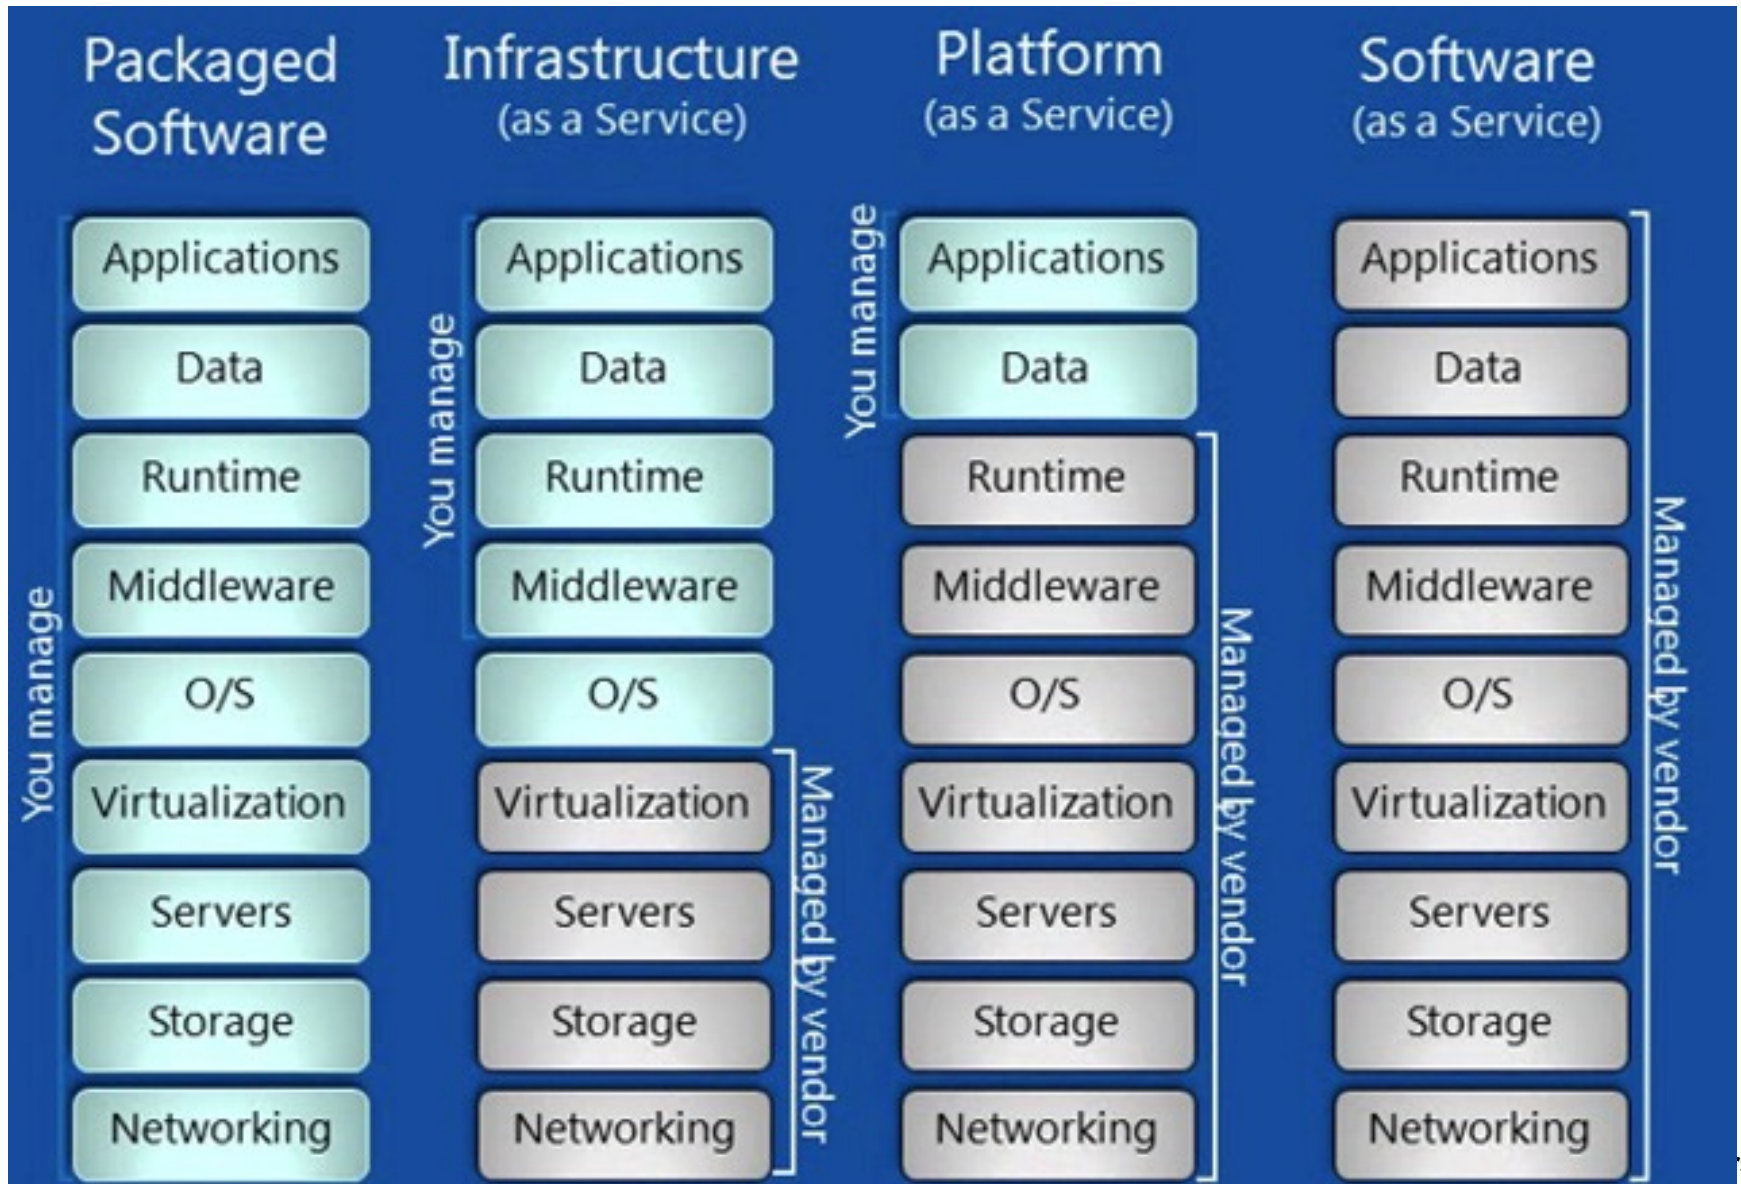 Packaged
Software
You manage
Applications
Data
Runtime
Middleware
O/S
Virtualization
Servers
Storage
Networking
Infrastructure
(as a Service)
You manage
Applications
Data
Runtime
Middleware
O/S
Virtualization
Servers
Storage
Networking
Managed by vendor
Platform
(as a Service)
You manage
Applications
Data
Runtime
Middleware
O/S
Virtualization
Servers
Storage
Networking
Managed by vendor
Software
(as a Service)
Applications
Data
Runtime
Middleware
O/S
Virtualization
Servers
Storage
Networking
Managed by vendor